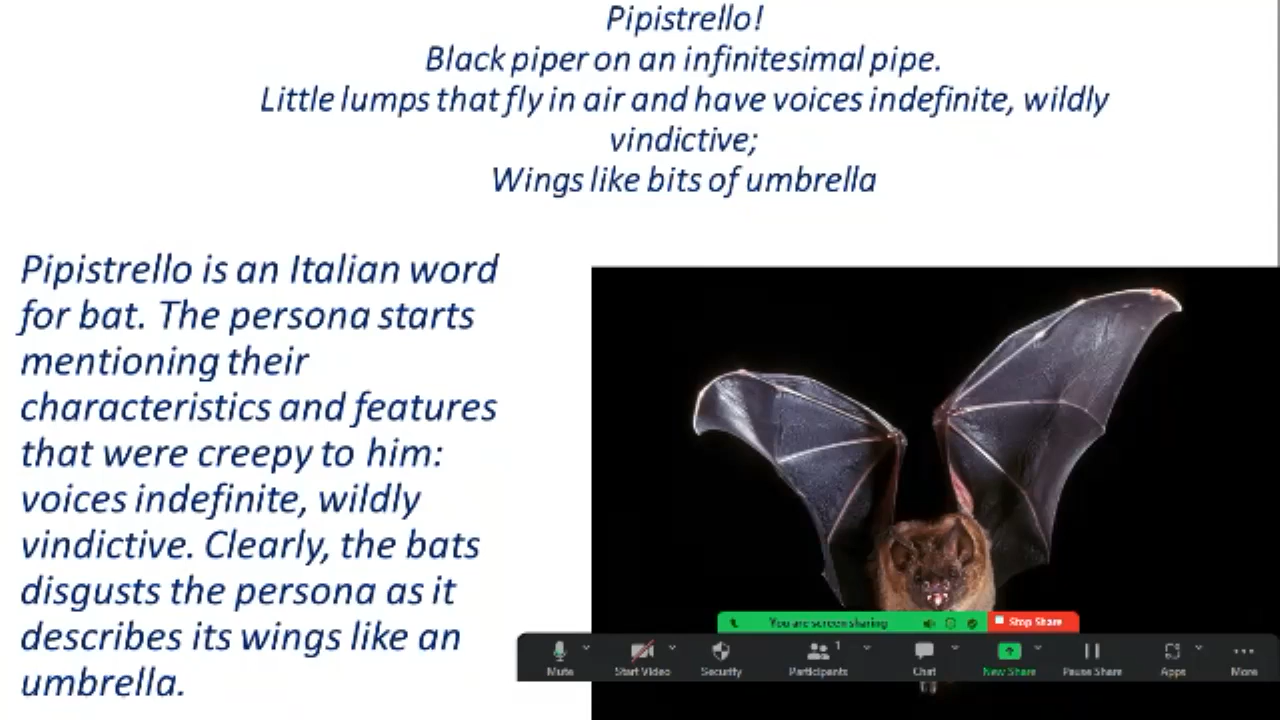 Pipistrello!
Black piper on an infinitesimal pipe.
Little lumps that fly in air and have voices indefinite, wildly
vindictive;
Wings like bits of umbrella
Pipistrello is an Italian word
for bat. The persona starts
mentioning their
characteristics and features
that were creepy to him:
voices indefinite, wildly
vindictive. Clearly, the bats
disgusts the persona as it
describes its wings like an
umbrella.
You are screen sharing
Stop Share
1
Mute
Start Video
Security
Participants
Chat
New Share
Pause Share
Apps
More